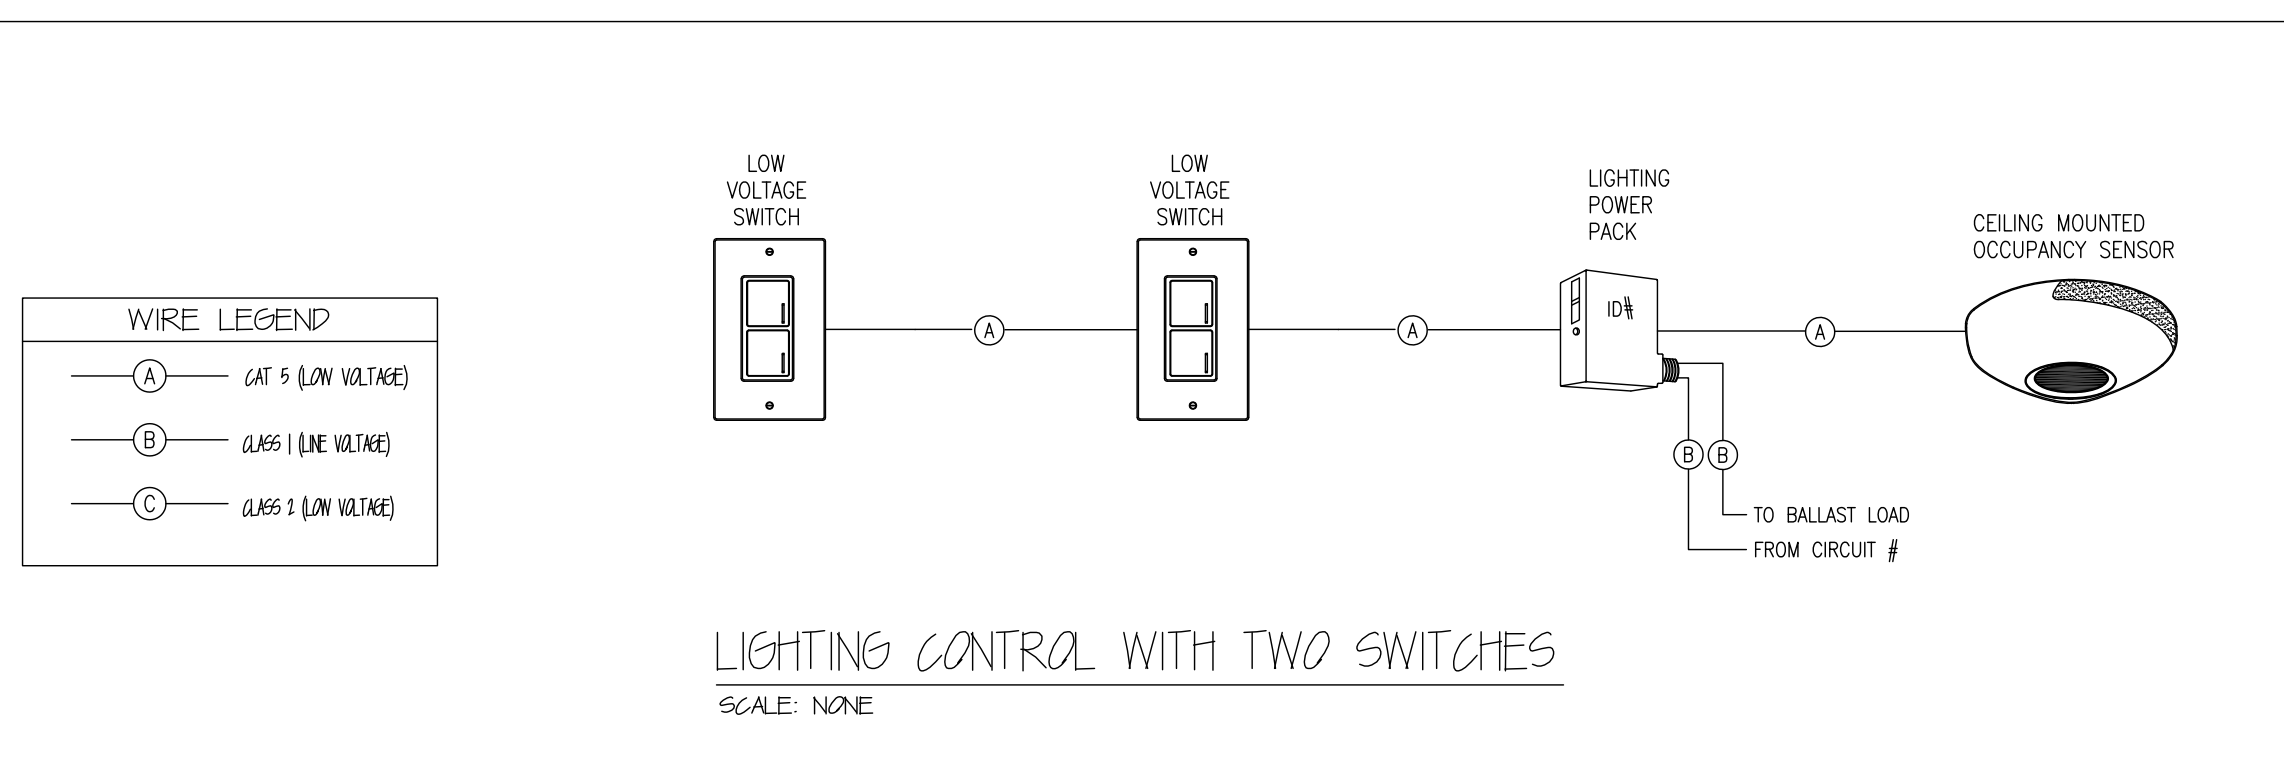 LOW
VOLTAGE
SWITCH
LOW
VOLTAGE
SWITCH
LIGHTING
POWER
PACK
CEILING MOUNTED
OCCUPANCY SENSOR
WIRE LEGEND
A CAT 5 (LOW VOLTAGE)
B CLASS 1 (LINE VOLTAGE)
C CLASS 2 (LOW VOLTAGE)
ID#
A
A
A
B
B
TO BALLAST LOAD
FROM CIRCUIT #
LIGHTING CONTROL WITH TWO SWITCHES
SCALE: NONE